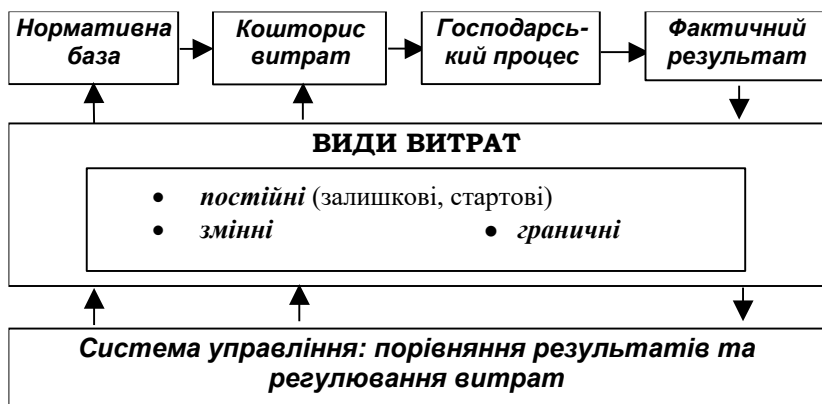 Нормативна база
Кошторис витрат
Господарсь-
кий процес
Фактичний результат
ВИДИ ВИТРАТ
• постійні (залишкові, стартові)
• змінні • граничні
Система управління: порівняння результатів та
регулювання витрат